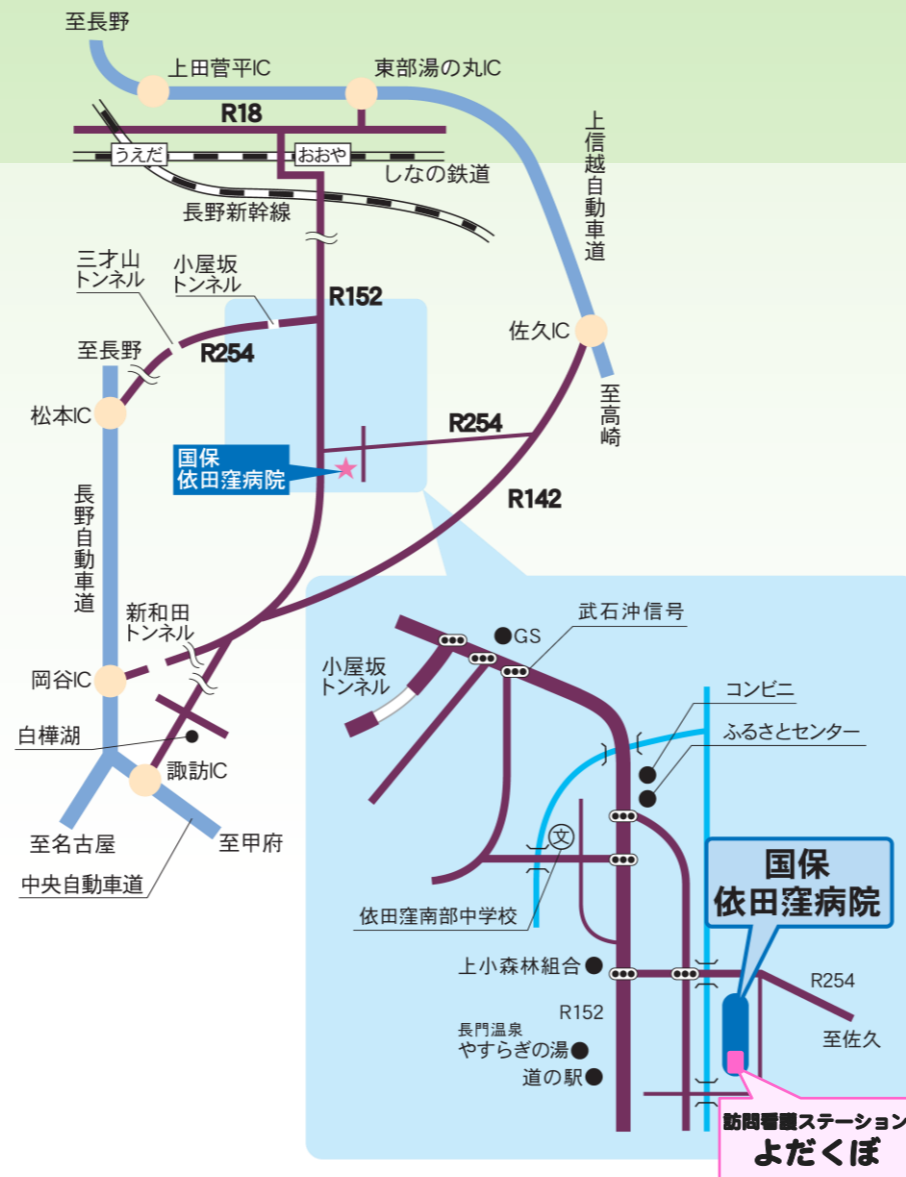 至長野
上田菅平IC
東部湯の丸IC
R18
うえだ
おおや
しなの鉄道
長野新幹線
上信越自動車道
三才山
トンネル
小屋坂
トンネル
R152
R254
至長野
佐久IC
至高崎
松本IC
R254
国保
依田窪病院
R142
長野自動車道
新和田
トンネル
岡谷IC
白樺湖
諏訪IC
至名古屋
至甲府
中央自動車道
武石沖信号
GS
小屋坂
トンネル
コンビニ
ふるさとセンター
文
国保
依田窪病院
依田窪南部中学校
上小森林組合
R254
R152
至佐久
長門温泉
やすらぎの湯
道の駅
訪問看護ステーション
よだくぼ